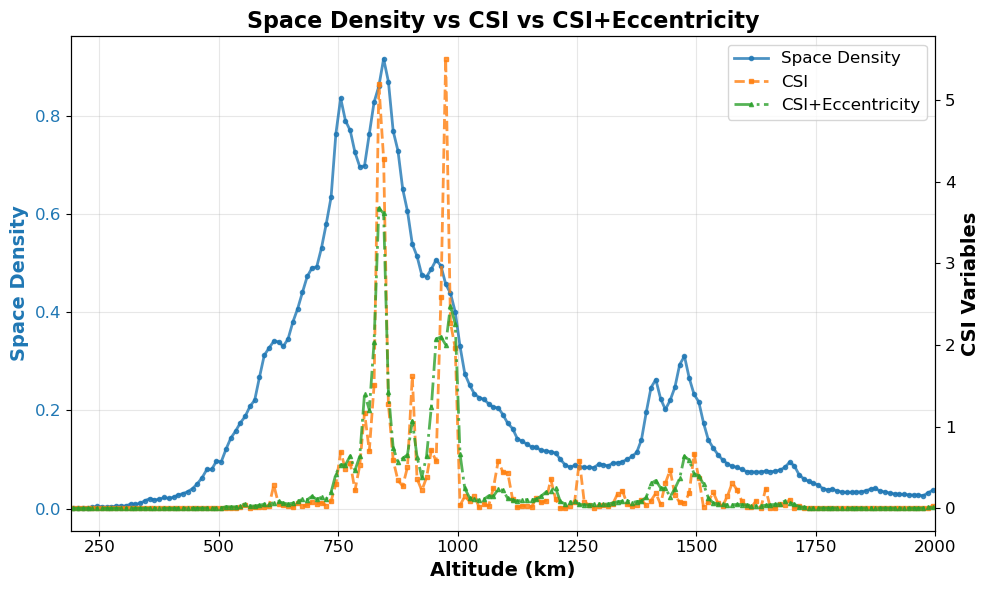 Space Density vs CSI vs CSI+Eccentricity
Space Density
CSI
CSI+Eccentricity
Space Density
0.8
0.6
0.4
0.2
0.0
CSI Variables
5
4
3
2
1
0
250 500 750 1000 1250 1500 1750 2000
Altitude (km)